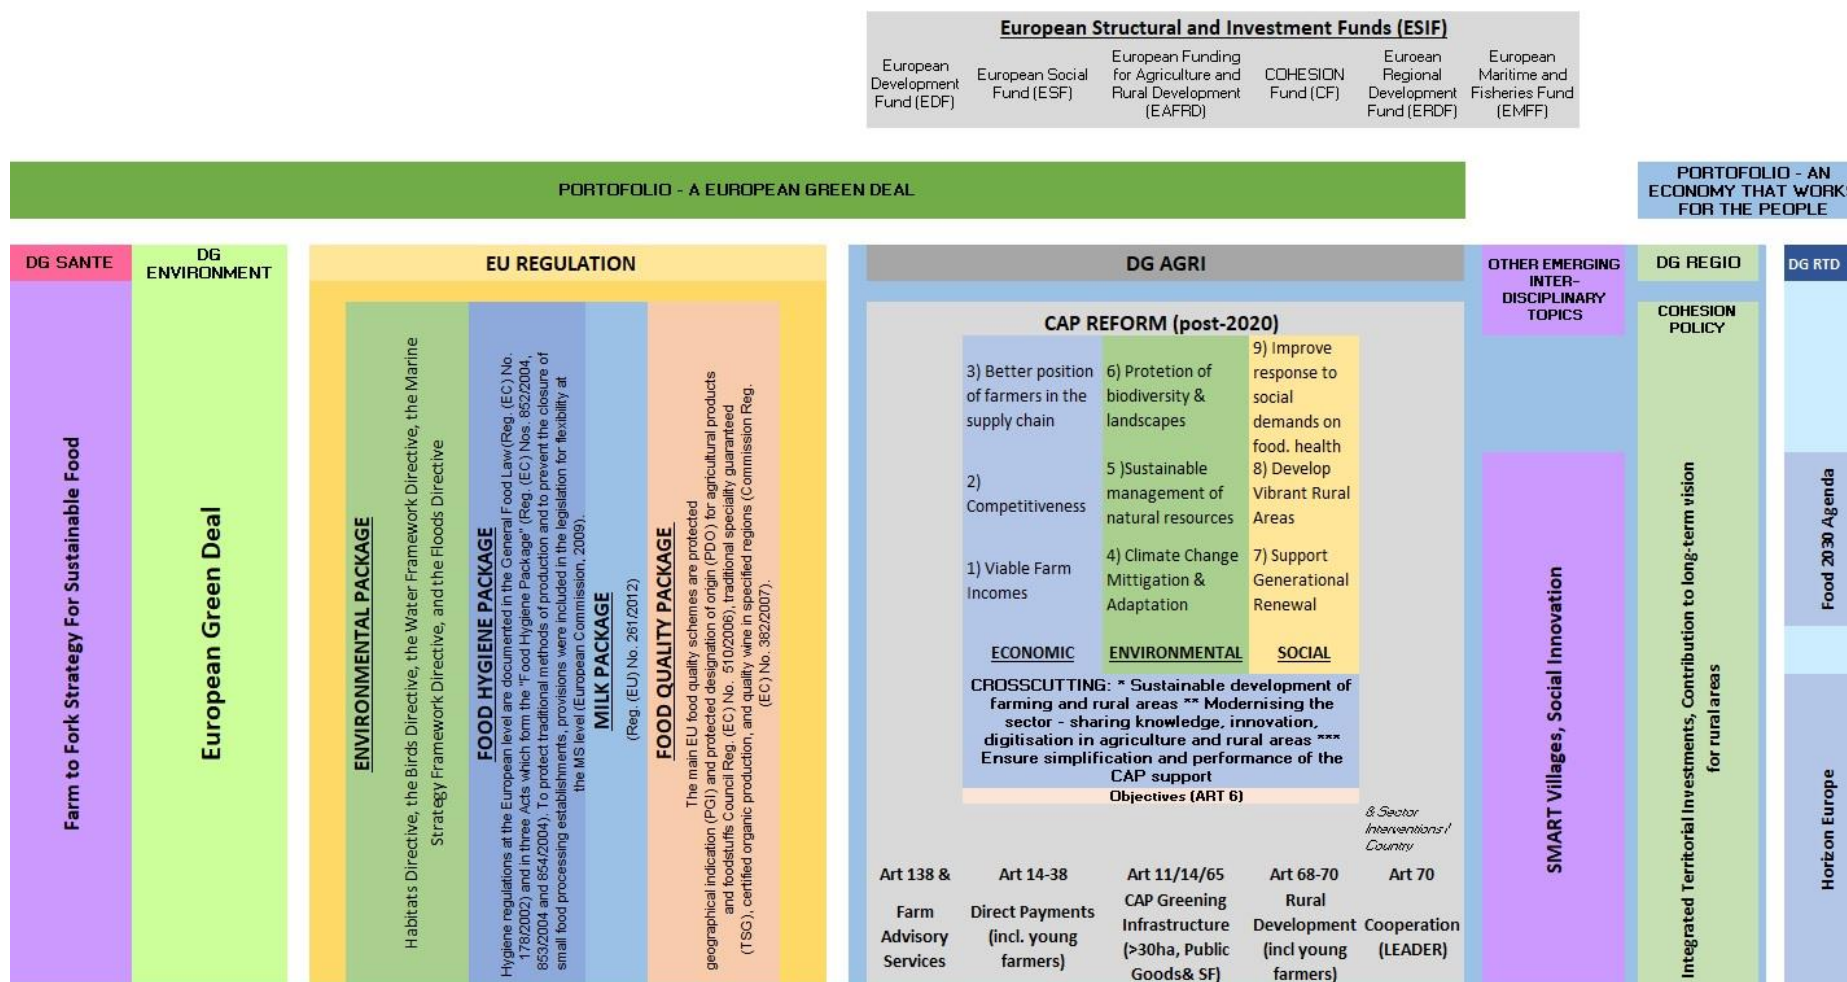 European Structural and Investment Funds (ESIF)
European
Development
Fund (EDF)
European Social
Fund (ESF)
European Funding
for Agriculture and
Rural Development
(EAFRD)
COHESION
Fund (CF)
Euroean
Regional
Development
Fund (ERDF)
European
Maritime and
Fisheries Fund
(EMFF)
PORTOFOLIO - A EUROPEAN GREEN DEAL
PORTOFOLIO - AN
ECONOMY THAT WORKS
FOR THE PEOPLE
DG SANTE
Farm to Fork Strategy For Sustainable Food
DG
ENVIRONMENT
European Green Deal
EU REGULATION
ENVIRONMENTAL PACKAGE
Habitats Directive, the Birds Directive, the Water Framework Directive, the Marine
Strategy Framework Directive, and the Floods Directive
FOOD HYGIENE PACKAGE
Hygiene regulations at the European level are documented in the General Food Law (Reg. (EC) No.
178/2002) and in three Acts which form the "Food Hygiene Package" (Reg. (EC) Nos. 852/2004,
853/2004 and 854/2004). To protect traditional methods of production and to prevent the closure of
small food processing establishments, provisions were included in the legislation for flexibility at
the MS level (European Commission, 2009).
MILK PACKAGE
(Reg. (EU) No. 261/2012)
FOOD QUALITY PACKAGE
The main EU food quality schemes are protected
geographical indication (PGI) and protected designation of origin (PDO) for agricultural products
and foodstuffs Council Reg. (EC) No. 510/2006), traditional speciality guaranteed
(TSG), certified organic production, and quality wine in specified regions (Commission Reg.
(EC) No. 382/2007).
DG AGRI
CAP REFORM (post-2020)
3) Better position
of farmers in the
supply chain
6) Protetion of
biodiversity &
landscapes
9) Improve
response to
social
demands on
food. health
2)
Competitiveness
5 )Sustainable
management of
natural resources
8) Develop
Vibrant Rural
Areas
1) Viable Farm
Incomes
4) Climate Change
Mittigation &
Adaptation
7) Support
Generational
Renewal
ECONOMIC
ENVIRONMENTAL
SOCIAL
CROSSCUTTING: * Sustainable development of
farming and rural areas ** Modernising the
sector - sharing knowledge, innovation,
digitisation in agriculture and rural areas ***
Ensure simplification and performance of the
CAP support
Objectives (ART 6)
& Sector
Interventions /
Country
Art 138 &
Farm
Advisory
Services
Art 14-38
Direct Payments
(incl. young
farmers)
Art 11/14/65
CAP Greening
Infrastructure
(>30ha, Public
Goods& SF)
Art 68-70
Rural
Development
(incl young
farmers)
Art 70
Cooperation
(LEADER)
OTHER EMERGING
INTER-
DISCIPLINARY
TOPICS
SMART Villages, Social Innovation
DG REGIO
COHESION
POLICY
Integrated Territorial Investments, Contribution to long-term vision
for rural areas
DG RTD
Food 2030 Agenda
Horizon Europe